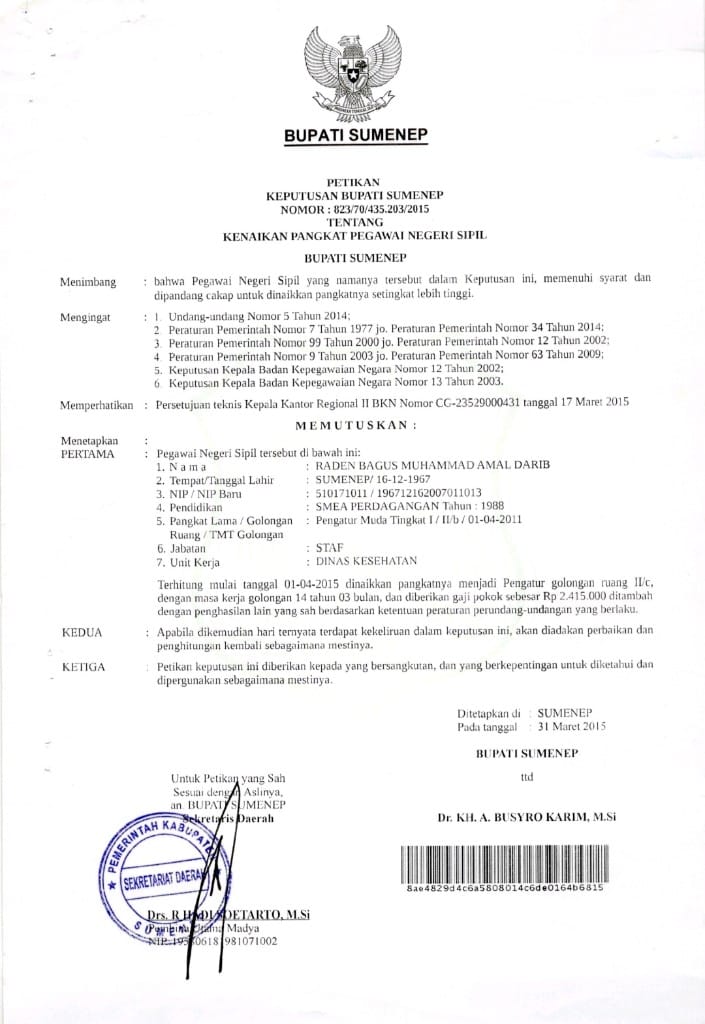 BUPATI SUMENEP
PETIKAN
KEPUTUSAN BUPATI SUMENEP
NOMOR : 823/70/435.203/2015
TENTANG
KENAIKAN PANGKAT PEGAWAI NEGERI SIPIL
BUPATI SUMENEP
Menimbang : bahwa Pegawai Negeri Sipil yang namanya tersebut dalam Keputusan ini, memenuhi syarat dan
dipandang cakap untuk dinaikkan pangkatnya setingkat lebih tinggi.
Mengingat : 1. Undang-undang Nomor 5 Tahun 2014;
2. Peraturan Pemerintah Nomor 7 Tahun 1977 jo. Peraturan Pemerintah Nomor 34 Tahun 2014;
3. Peraturan Pemerintah Nomor 99 Tahun 2000 jo. Peraturan Pemerintah Nomor 12 Tahun 2002;
4. Peraturan Pemerintah Nomor 9 Tahun 2003 jo. Peraturan Pemerintah Nomor 63 Tahun 2009;
5. Keputusan Kepala Badan Kepegawaian Negara Nomor 12 Tahun 2002;
6. Keputusan Kepala Badan Kepegawaian Negara Nomor 13 Tahun 2003.
Memperhatikan : Persetujuan teknis Kepala Kantor Regional II BKN Nomor CG-23529000431 tanggal 17 Maret 2015
M E M U T U S K A N :
Menetapkan :
PERTAMA : Pegawai Negeri Sipil tersebut di bawah ini:
1. N a m a : RADEN BAGUS MUHAMMAD AMAL DARIB
2. Tempat/Tanggal Lahir : SUMENEP/ 16-12-1967
3. NIP / NIP Baru : 510171011 / 196712162007011013
4. Pendidikan : SMEA PERDAGANGAN Tahun : 1988
5. Pangkat Lama / Golongan : Pengatur Muda Tingkat I / II/b / 01-04-2011
Ruang / TMT Golongan
6. Jabatan : STAF
7. Unit Kerja : DINAS KESEHATAN
Terhitung mulai tanggal 01-04-2015 dinaikkan pangkatnya menjadi Pengatur golongan ruang II/c,
dengan masa kerja golongan 14 tahun 03 bulan, dan diberikan gaji pokok sebesar Rp 2.415.000 ditambah
dengan penghasilan lain yang sah berdasarkan ketentuan peraturan perundang-undangan yang berlaku.
KEDUA : Apabila dikemudian hari ternyata terdapat kekeliruan dalam keputusan ini, akan diadakan perbaikan dan
penghitungan kembali sebagaimana mestinya.
KETIGA : Petikan keputusan ini diberikan kepada yang bersangkutan, dan yang berkepentingan untuk diketahui dan
dipergunakan sebagaimana mestinya.
Ditetapkan di : SUMENEP
Pada tanggal : 31 Maret 2015
BUPATI SUMENEP
ttd
Dr. KH. A. BUSYRO KARIM, M.Si
8ae4829d4c6a5808014c6de0164b6815
Untuk Petikan yang Sah
Sesuai dengan Aslinya,
an. BUPATI SUMENEP
Sekretaris Daerah
PEMERINTAH KABUPATEN
SEKRETARIAT DAERAH
SUMENEP
Drs. R HADI SOETARTO, M.Si
Pembina Utama Madya
NIP.